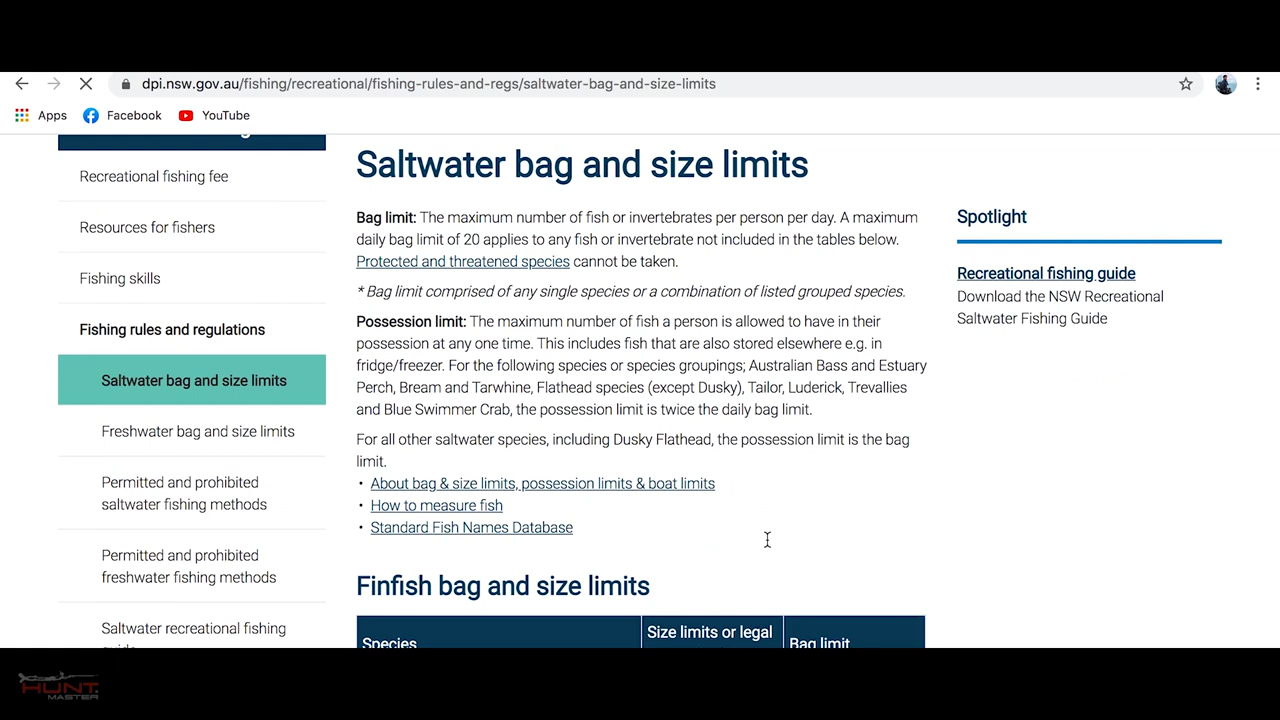 dpi.nsw.gov.au/fishing/recreational/fishing-rules-and-regs/saltwater-bag-and-size-limits
Apps Facebook YouTube
Recreational fishing fee
Resources for fishers
Fishing skills
Fishing rules and regulations
Saltwater bag and size limits
Freshwater bag and size limits
Permitted and prohibited
saltwater fishing methods
Permitted and prohibited
freshwater fishing methods
Saltwater recreational fishing
Saltwater bag and size limits
Bag limit: The maximum number of fish or invertebrates per person per day. A maximum
daily bag limit of 20 applies to any fish or invertebrate not included in the tables below.
Protected and threatened species cannot be taken.
* Bag limit comprised of any single species or a combination of listed grouped species.
Possession limit: The maximum number of fish a person is allowed to have in their
possession at any one time. This includes fish that are also stored elsewhere e.g. in
fridge/freezer. For the following species or species groupings; Australian Bass and Estuary
Perch, Bream and Tarwhine, Flathead species (except Dusky), Tailor, Luderick, Trevallies
and Blue Swimmer Crab, the possession limit is twice the daily bag limit.
For all other saltwater species, including Dusky Flathead, the possession limit is the bag
limit.
• About bag & size limits, possession limits & boat limits
• How to measure fish
• Standard Fish Names Database
Finfish bag and size limits
Species
Size limits or legal
Bag limit
Spotlight
Recreational fishing guide
Download the NSW Recreational
Saltwater Fishing Guide
HUNT
MASTER